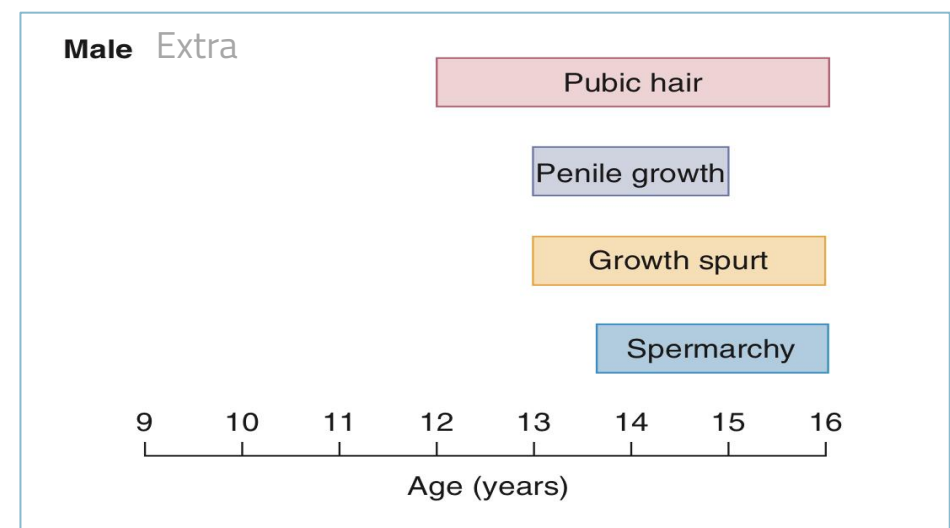 Male Extra
Pubic hair
Penile growth
Growth spurt
Spermarchy
9 10 11 12 13 14 15 16
Age (years)